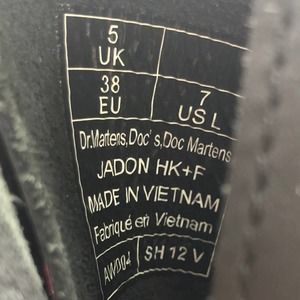 5
UK
38
EU
7
US L
Dr.Martens,Doc's,Doc Martens
JADON HK+F
MADE IN VIETNAM
Fabriqué en Vietnam
SH 12 V